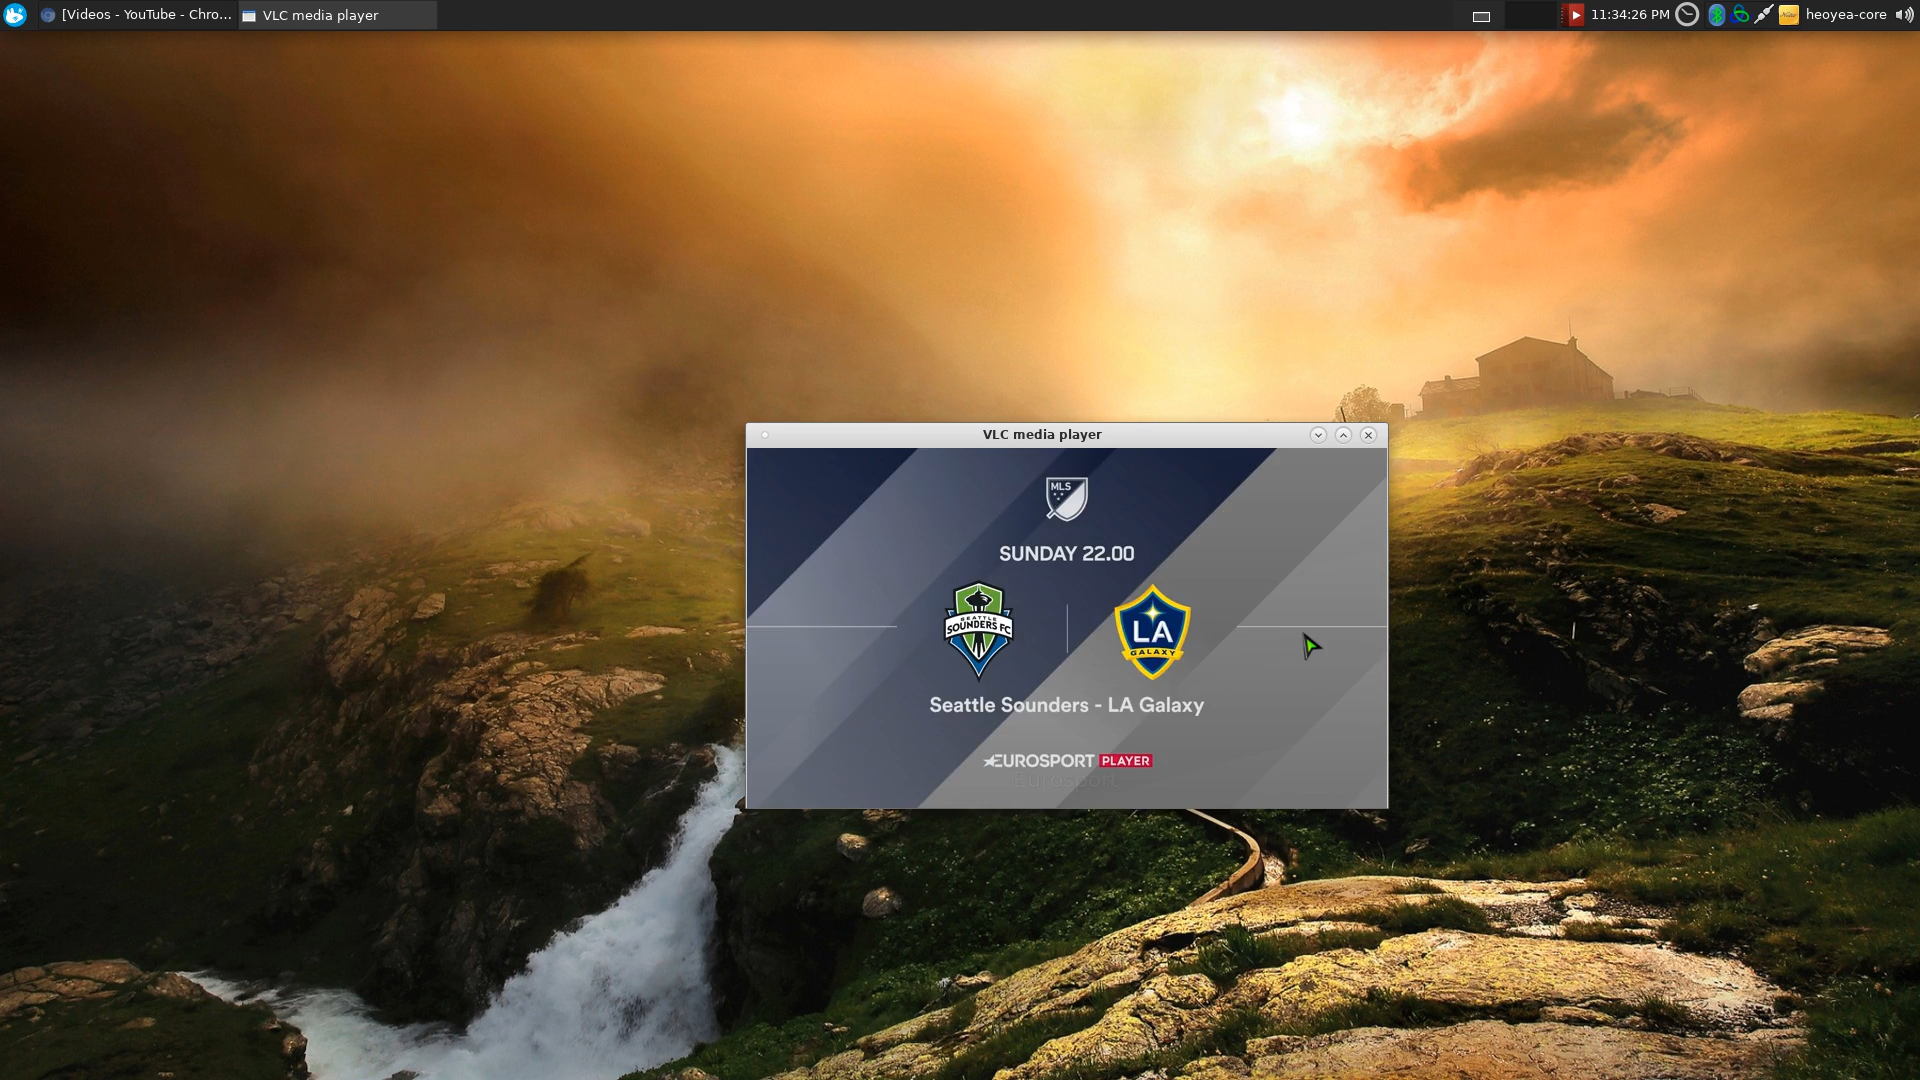 [Videos - YouTube - Chro...
VLC media player
11:34:26 PM
heoyea-core
VLC media player
MLS
SUNDAY 22.00
SEATTLE
SOUNDERS FC
LA
GALAXY
Seattle Sounders - LA Galaxy
EUROSPORT PLAYER
Eurosport